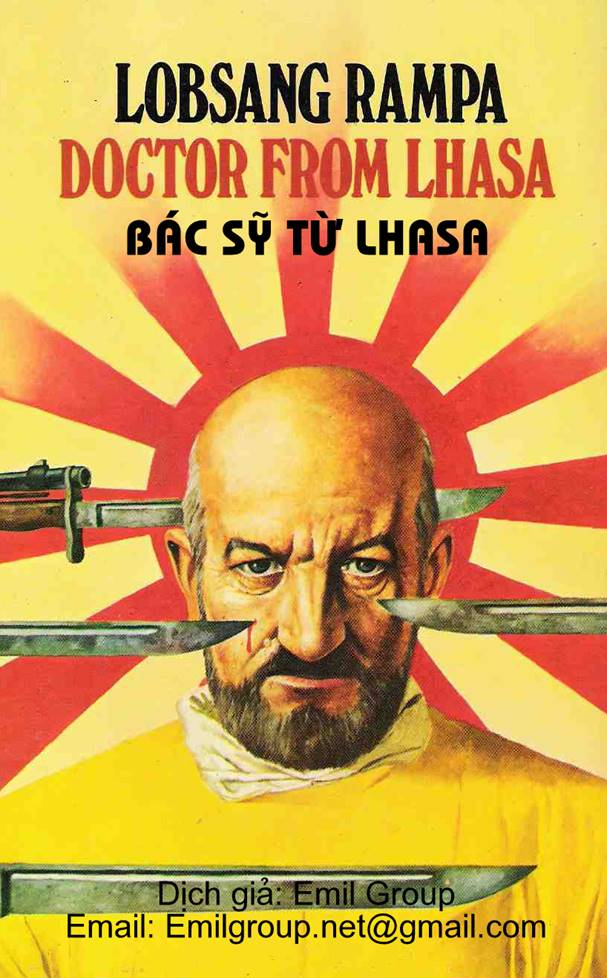 LOBSANG RAMPA
DOCTOR FROM LHASA
BÁC SỸ TỪ LHASA
Dịch giả: Emil Group
Email: Emilgroup.net@gmail.com